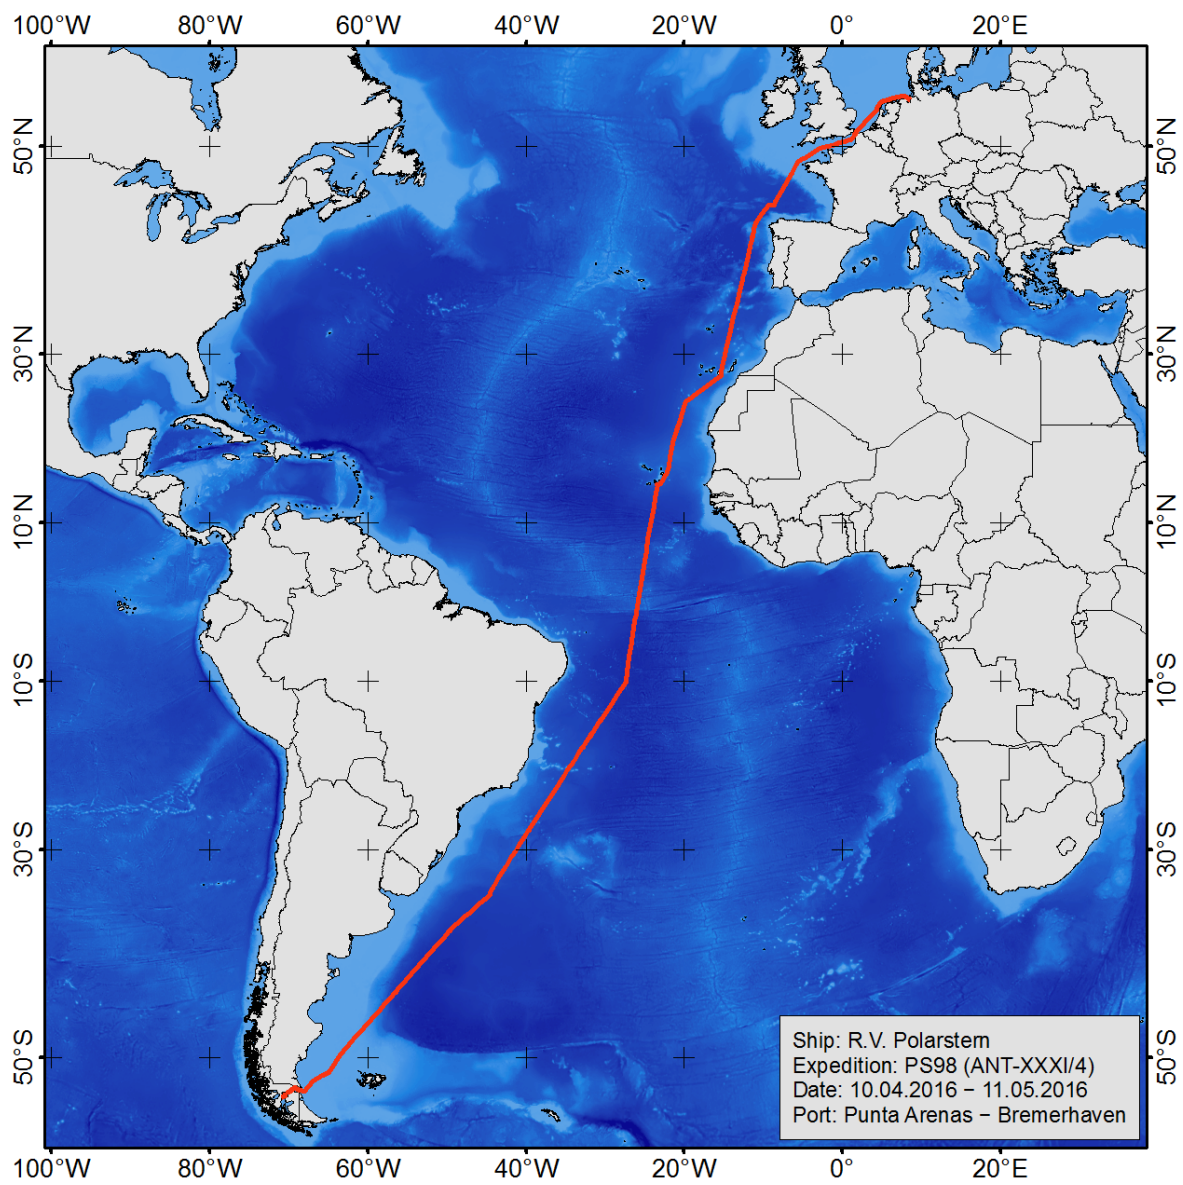 100°W 80°W 60°W 40°W 20°W 0° 20°E
50°N 50°N
30°N 30°N
10°N 10°N
10°S 10°S
30°S 30°S
50°S 50°S
Ship: R.V. Polarstern
Expedition: PS98 (ANT-XXXI/4)
Date: 10.04.2016 – 11.05.2016
Port: Punta Arenas – Bremerhaven
100°W 80°W 60°W 40°W 20°W 0° 20°E